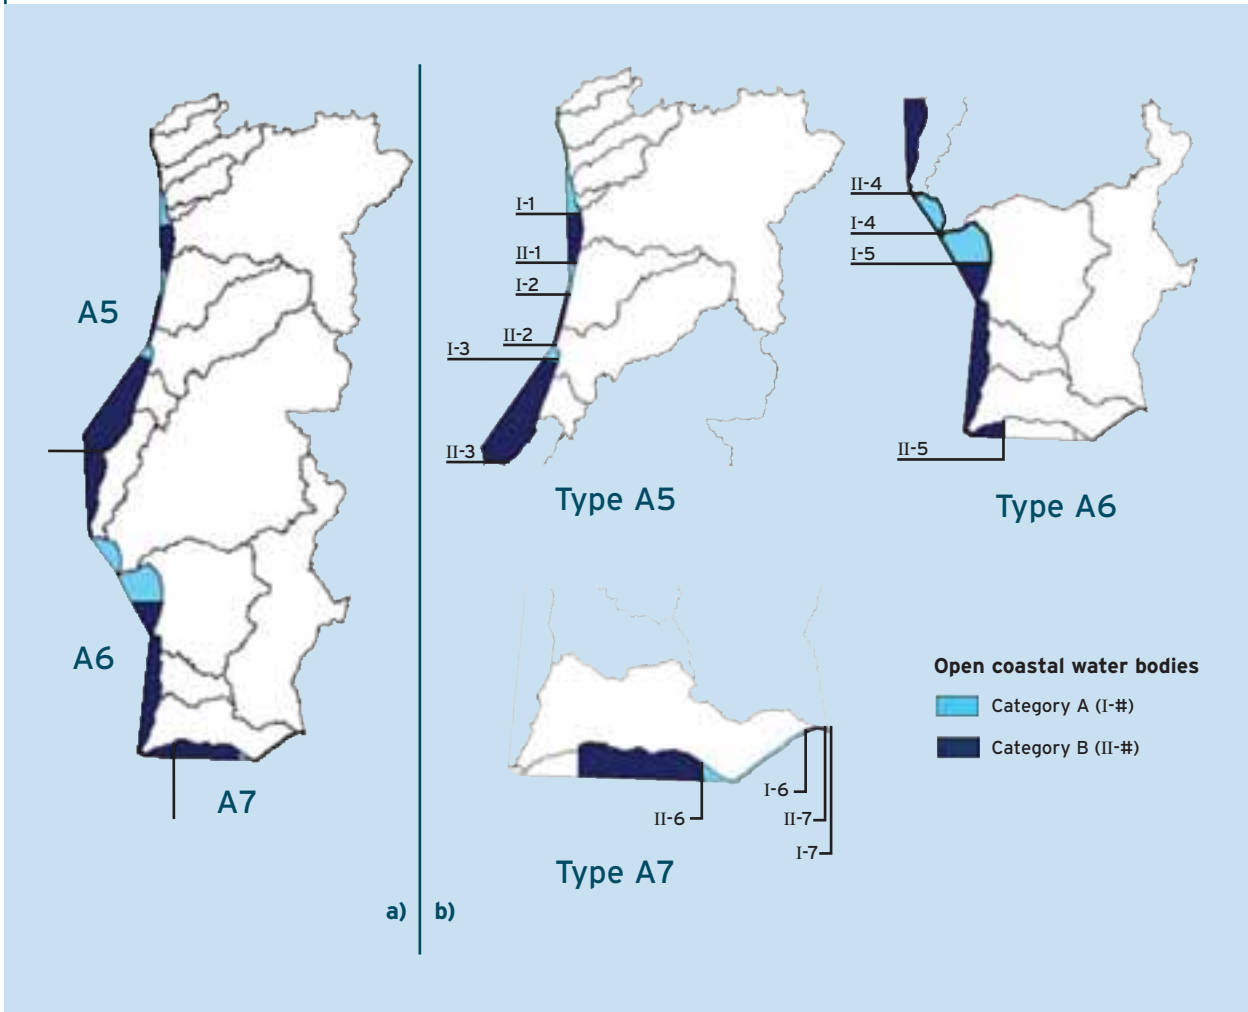 A5
A6
A7
a)
b)
I-1
II-1
I-2
II-2
I-3
II-3
Type A5
II-4
I-4
I-5
II-5
Type A6
I-6
II-6
II-7
I-7
Type A7
Open coastal water bodies
Category A (I-#)
Category B (II-#)